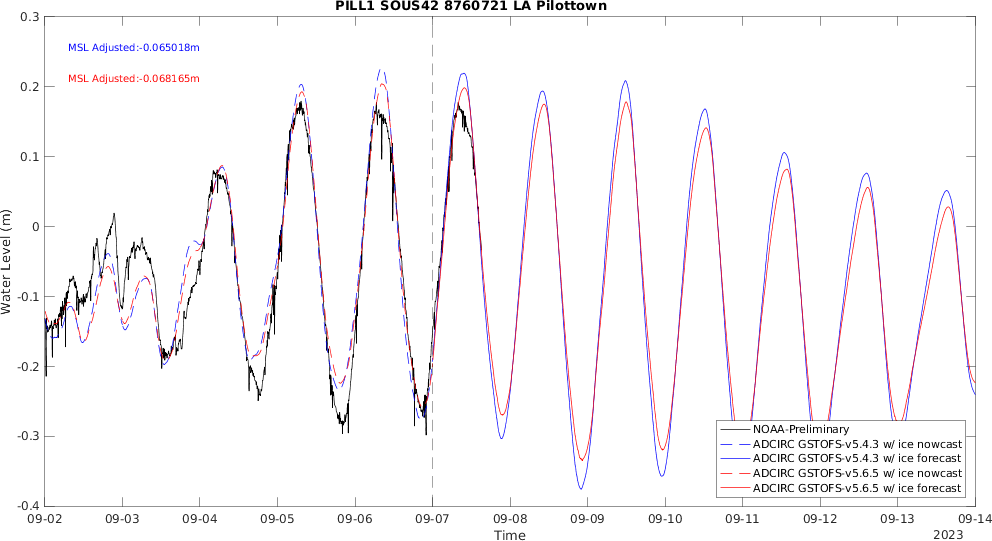 PILL1 SOUS42 8760721 LA Pilottown
MSL Adjusted:-0.065018m
MSL Adjusted:-0.068165m
Water Level (m)
0.3
0.2
0.1
0
-0.1
-0.2
-0.3
-0.4
NOAA-Preliminary
ADCIRC GSTOFS-v5.4.3 w/ ice nowcast
ADCIRC GSTOFS-v5.4.3 w/ ice forecast
ADCIRC GSTOFS-v5.6.5 w/ ice nowcast
ADCIRC GSTOFS-v5.6.5 w/ ice forecast
09-02 09-03 09-04 09-05 09-06 09-07 09-08 09-09 09-10 09-11 09-12 09-13 09-14
Time
2023